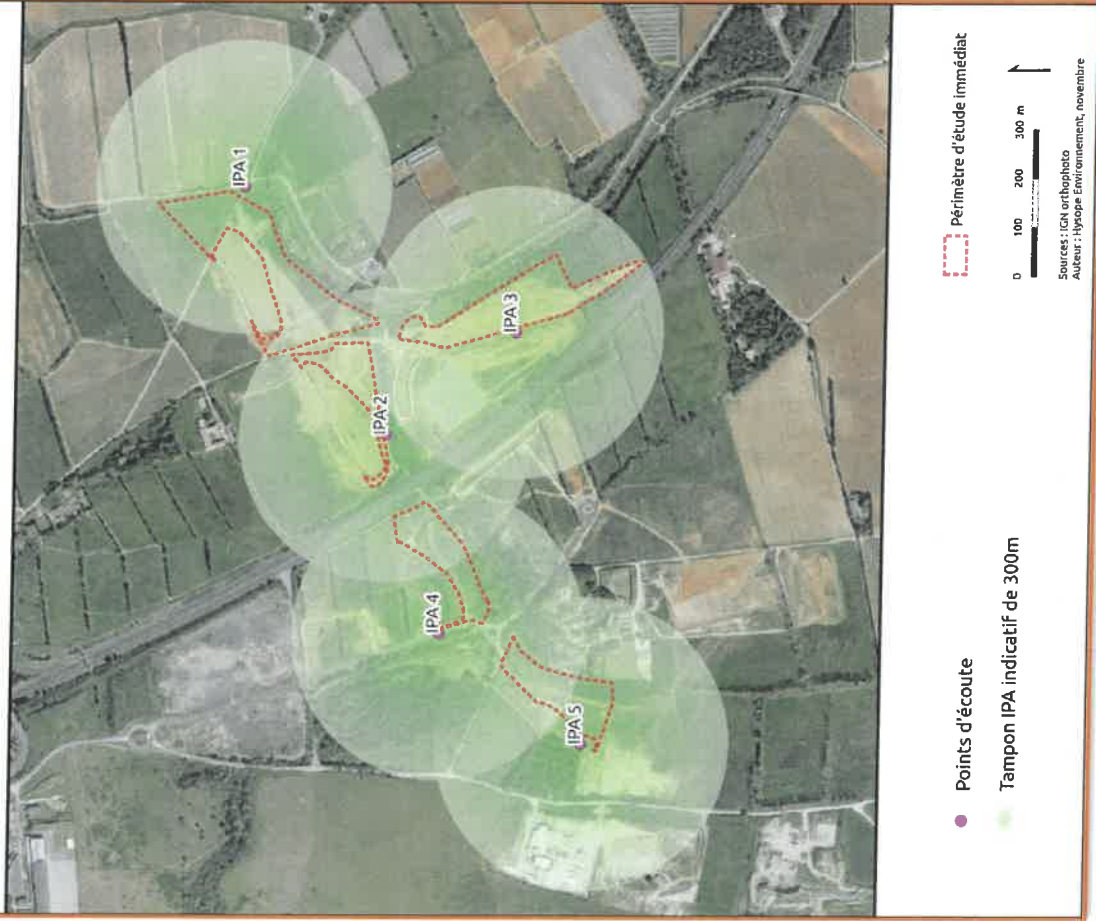 IPA 1
IPA 2
IPA 3
IPA 4
IPA 5
Points d'écoute
Tampon IPA indicatif de 300m
Périmètre d'étude immédiat
0 100 200 300 m
Sources : IGN orthophoto
Auteur : Hysope Environnement, novembre